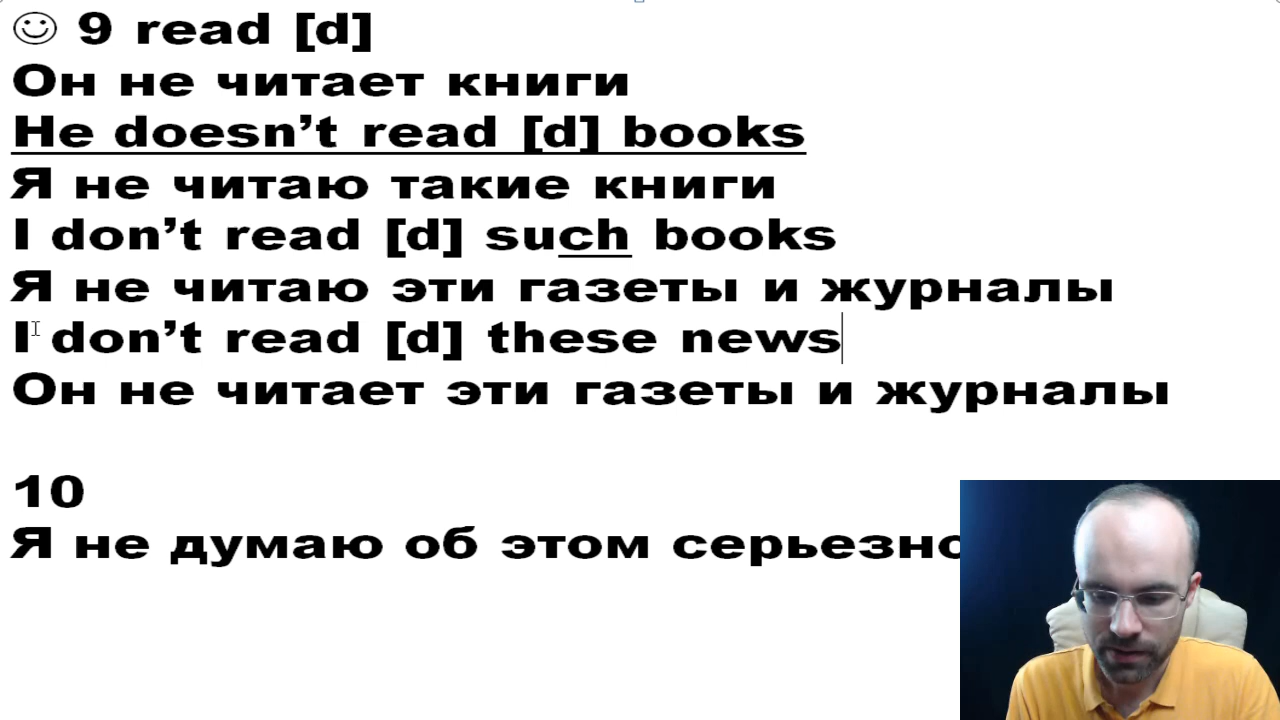 ☺ 9 read [d]
Он не читает книги
He doesn’t read [d] books
Я не читаю такие книги
I don’t read [d] such books
Я не читаю эти газеты и журналы
I don’t read [d] these news
Он не читает эти газеты и журналы
10
Я не думаю об этом серьезно